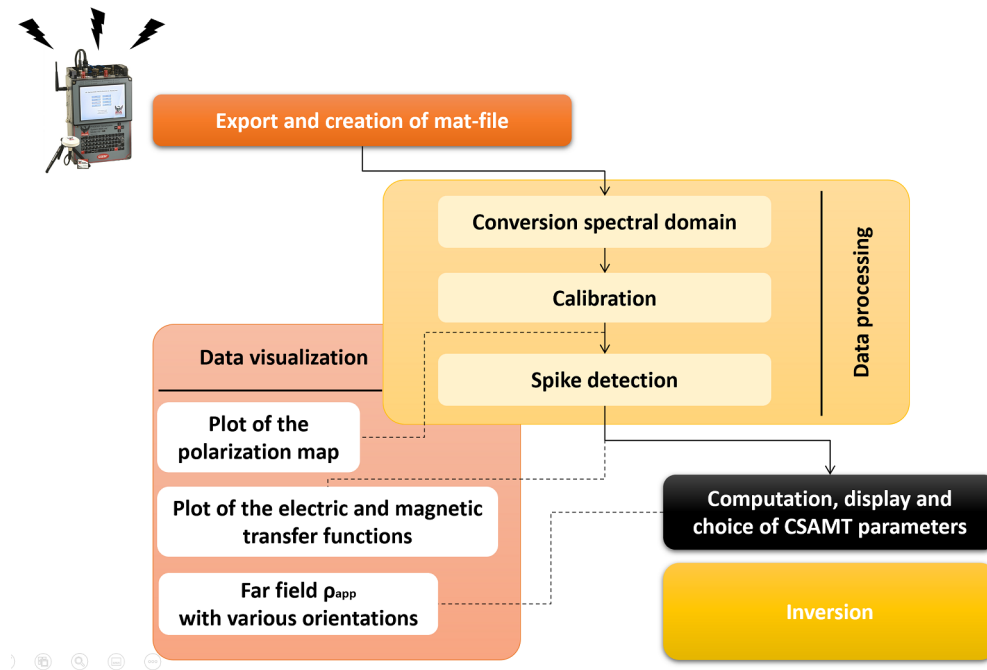 Export and creation of mat-file
Conversion spectral domain
Calibration
Spike detection
Data processing
Data visualization
Plot of the
polarization map
Plot of the electric and magnetic
transfer functions
Far field ρapp
with various orientations
Computation, display and
choice of CSAMT parameters
Inversion